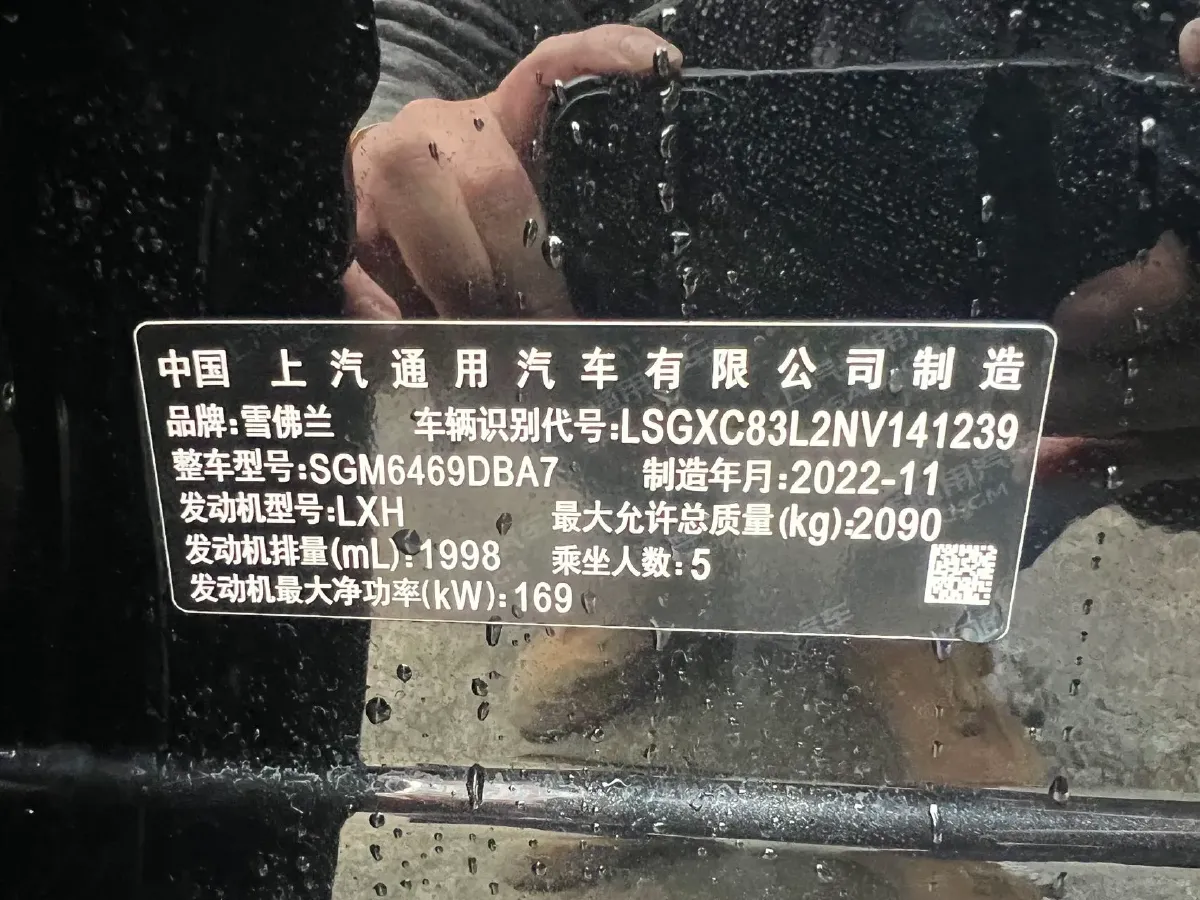 中国 上汽通用汽车有限公司制造
品牌:雪佛兰 车辆识别代号:LSGXC83L2NV141239
整车型号:SGM6469DBA7 制造年月:2022-11
发动机型号:LXH 最大允许总质量(kg):2090
发动机排量(mL):1998 乘坐人数:5
发动机最大净功率(kW):169